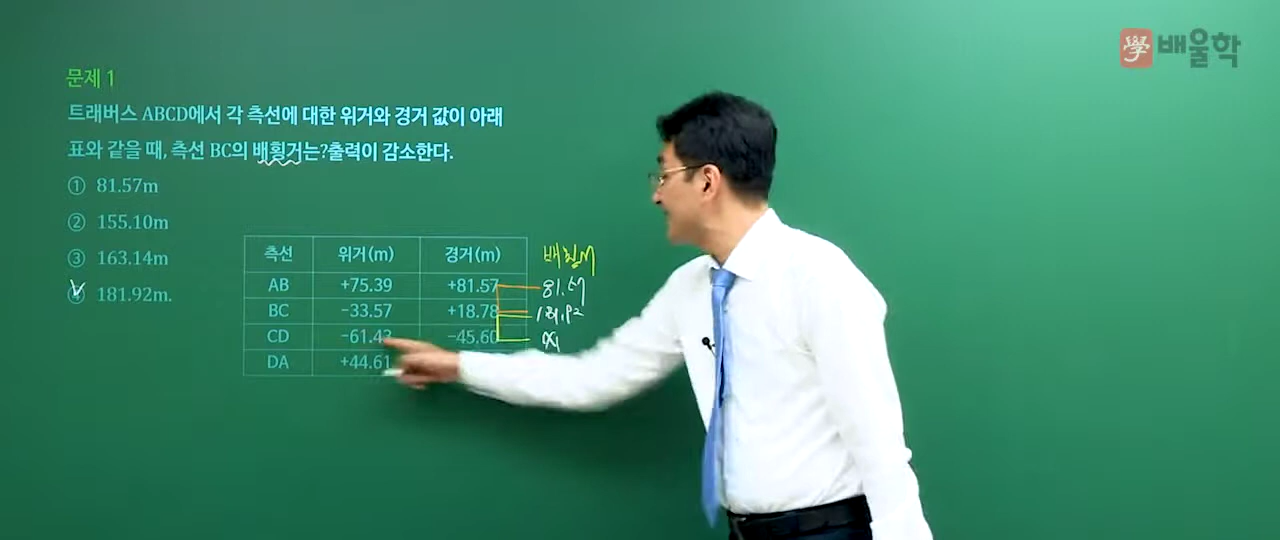 學 배울학
문제 1
트래버스 ABCD에서 각 측선에 대한 위거와 경거 값이 아래
표와 같을 때, 측선 BC의 배횡거는?출력이 감소한다.
① 81.57m
② 155.10m
③ 163.14m
④ 181.92m.
측선 위거(m) 경거(m) 배횡거
AB +75.39 +81.57 81.57
BC -33.57 +18.78 181.92
CD -61.43 -45.60
DA +44.61